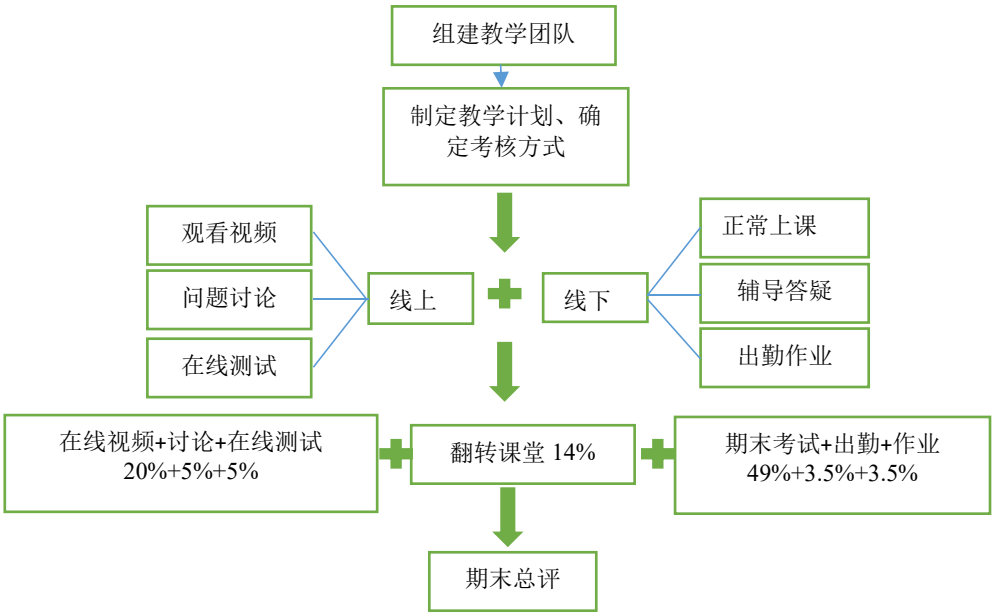 组建教学团队
制定教学计划、确
定考核方式
观看视频
问题讨论
在线测试
线上
线下
正常上课
辅导答疑
出勤作业
在线视频+讨论+在线测试
20%+5%+5%
翻转课堂 14%
期末考试+出勤+作业
49%+3.5%+3.5%
期末总评